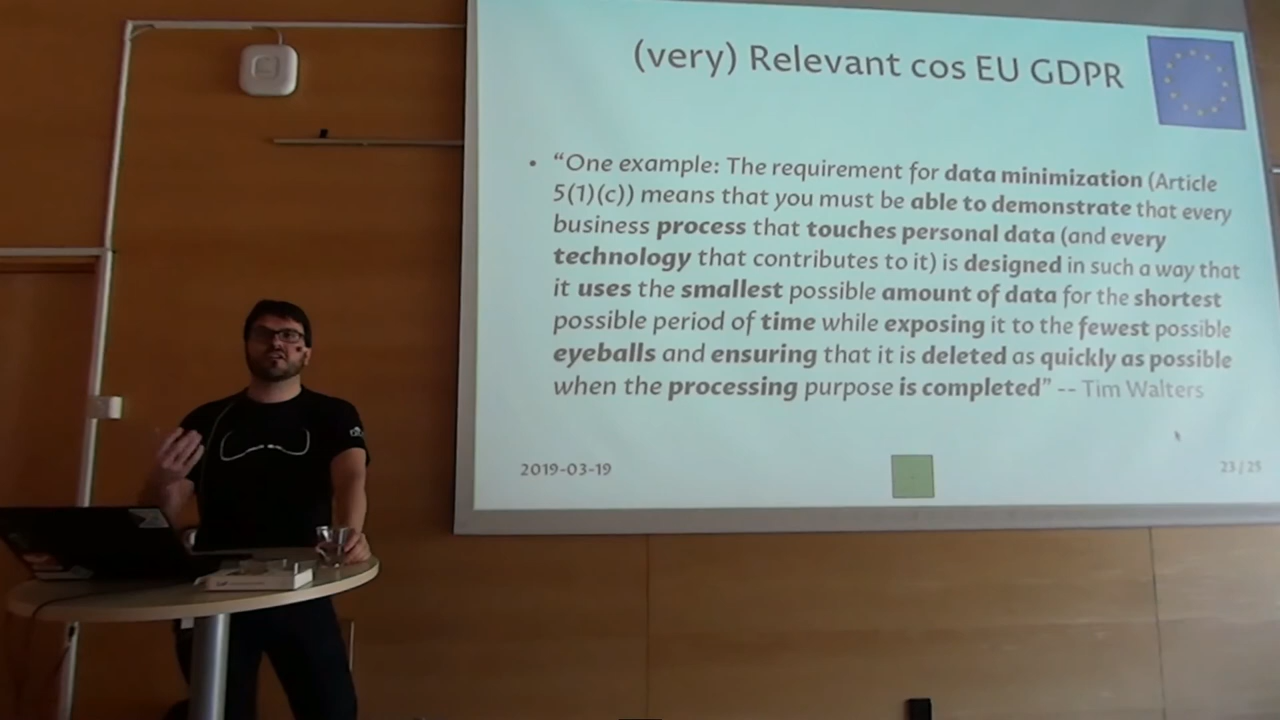 (very) Relevant cos EU GDPR
• “One example: The requirement for data minimization (Article
5(1)(c)) means that you must be able to demonstrate that every
business process that touches personal data (and every
technology that contributes to it) is designed in such a way that
it uses the smallest possible amount of data for the shortest
possible period of time while exposing it to the fewest possible
eyeballs and ensuring that it is deleted as quickly as possible
when the processing purpose is completed” -- Tim Walters
2019-03-19
23 / 25